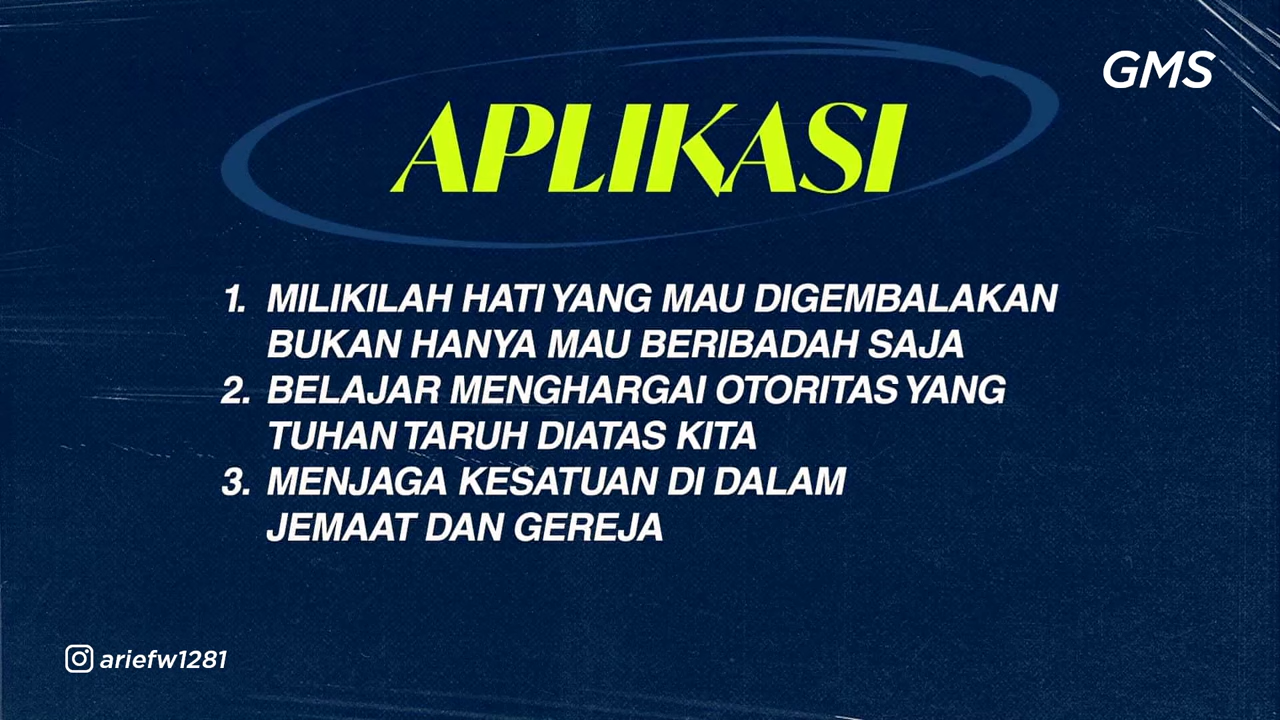 GMS
APLIKASI
1. MILIKILAH HATI YANG MAU DIGEMBALAKAN
BUKAN HANYA MAU BERIBADAH SAJA
2. BELAJAR MENGHARGAI OTORITAS YANG
TUHAN TARUH DIATAS KITA
3. MENJAGA KESATUAN DI DALAM
JEMAAT DAN GEREJA
ariefw1281